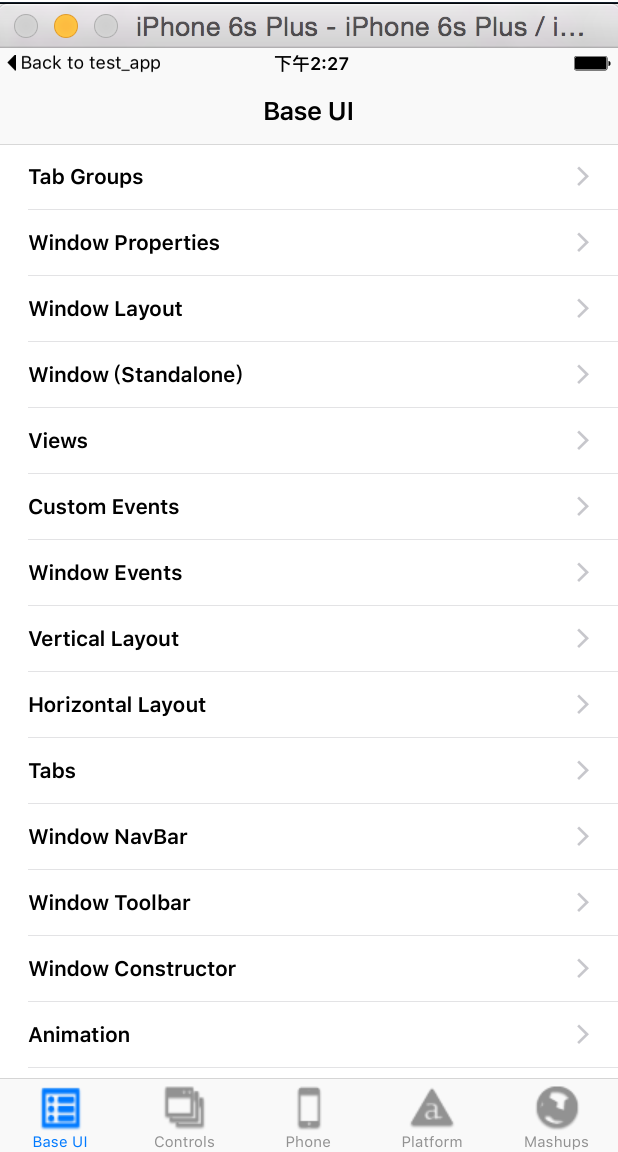 iPhone 6s Plus - iPhone 6s Plus / i...
Back to test_app
下午2:27
Base UI
Tab Groups
Window Properties
Window Layout
Window (Standalone)
Views
Custom Events
Window Events
Vertical Layout
Horizontal Layout
Tabs
Window NavBar
Window Toolbar
Window Constructor
Animation
a
Base UI
Controls
Phone
Platform
Mashups